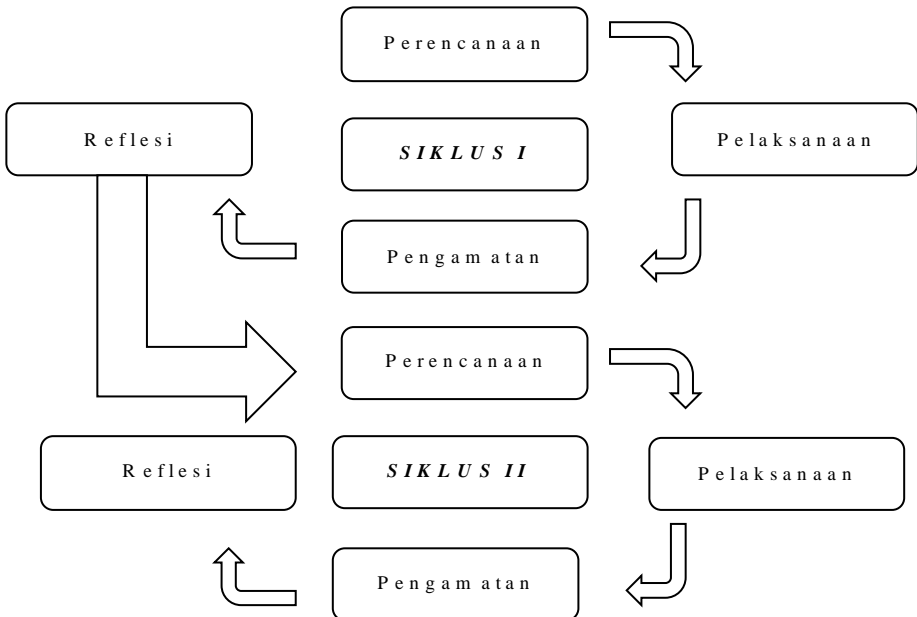 Perencanaan
Reflesi
SIKLUS I
Pelaksanaan
Pengamatan
Perencanaan
Reflesi
SIKLUS II
Pelaksanaan
Pengamatan